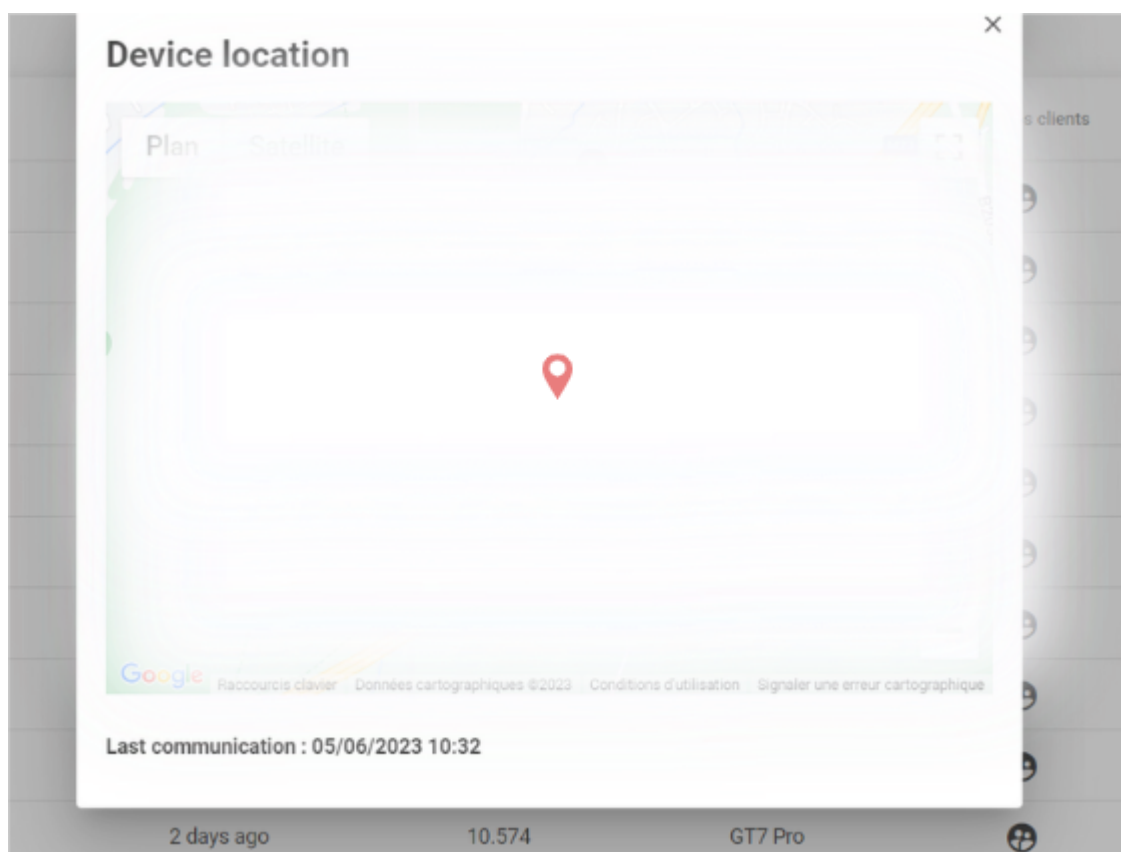 Device location
s clients
Plan Satellite
Google Raccourcis clavier Données cartographiques ©2023 Conditions d'utilisation Signaler une erreur cartographique
Last communication : 05/06/2023 10:32
2 days ago 10.574 GT7 Pro